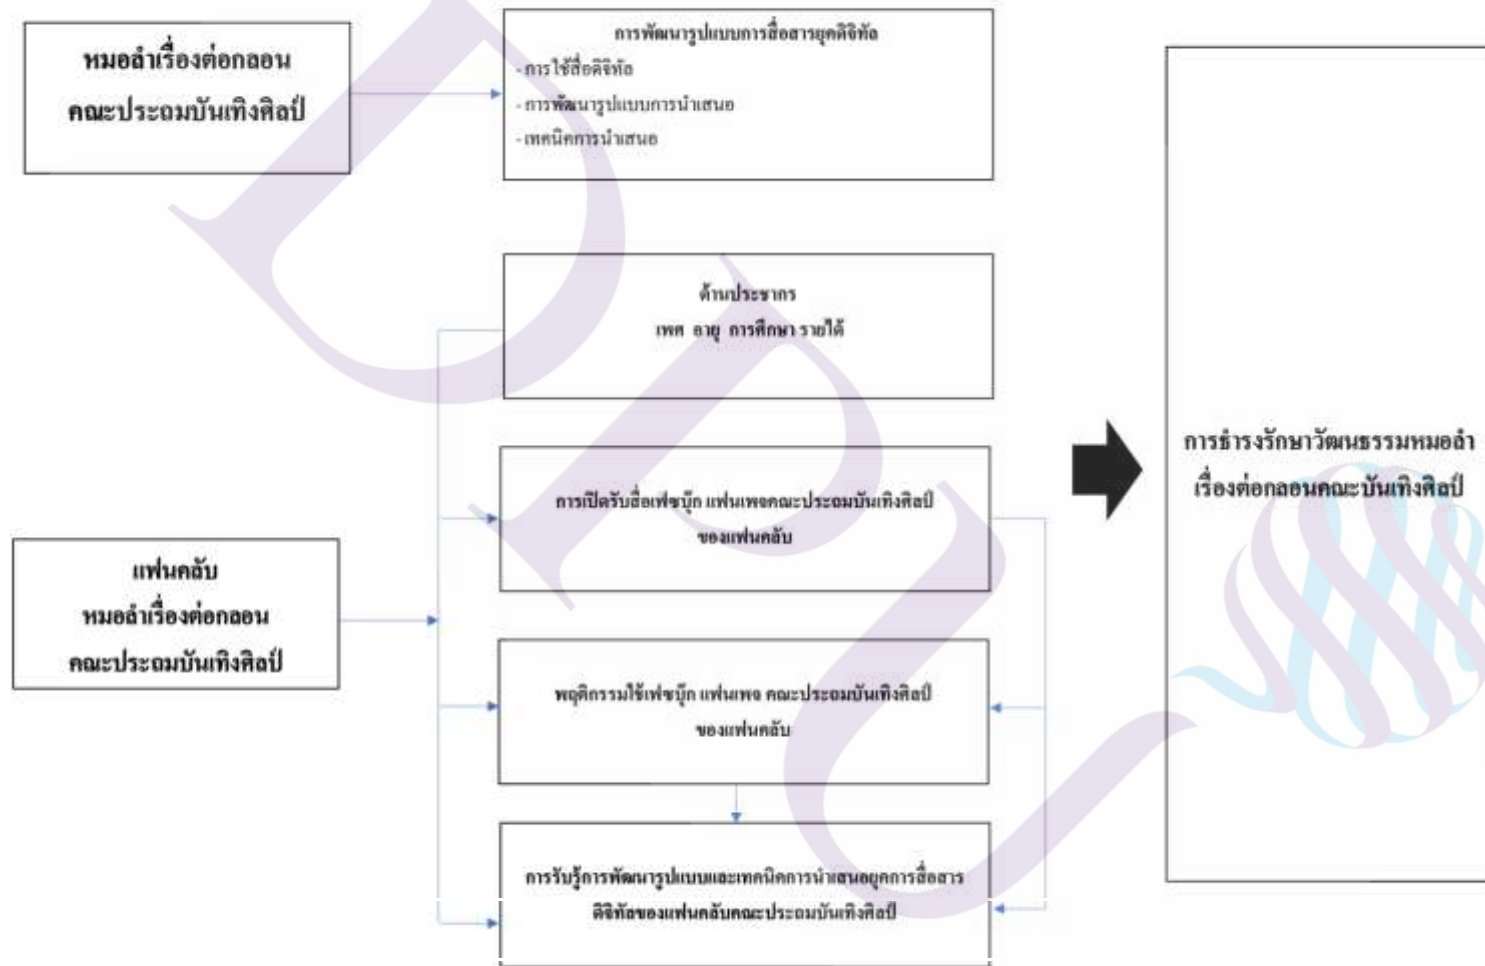 หมอลำเรื่องต่อกลอน
คณะประถมบันเทิงศิลป์
การพัฒนารูปแบบการสื่อสารยุคดิจิทัล
- การใช้สื่อดิจิทัล
- การพัฒนารูปแบบการนำเสนอ
- เทคนิคการนำเสนอ
ด้านประชากร
เพศ อายุ การศึกษา รายได้
การเปิดรับสื่อเฟซบุ๊ก แฟนเพจคณะประถมบันเทิงศิลป์
ของแฟนคลับ
แฟนคลับ
หมอลำเรื่องต่อกลอน
คณะประถมบันเทิงศิลป์
พฤติกรรมใช้เฟซบุ๊ก แฟนเพจ คณะประถมบันเทิงศิลป์
ของแฟนคลับ
การรับรู้การพัฒนารูปแบบและเทคนิคการนำเสนอยุคการสื่อสาร
ดิจิทัลของแฟนคลับคณะประถมบันเทิงศิลป์
การธำรงรักษาวัฒนธรรมหมอลำ
เรื่องต่อกลอนคณะบันเทิงศิลป์
DPU